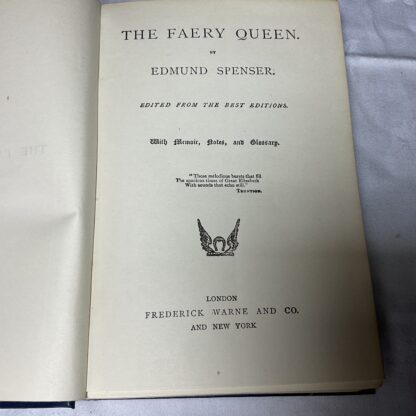 THE FAERY QUEEN.
BY
EDMUND SPENSER.
EDITED FROM THE BEST EDITIONS.
With Memoir, Notes, and Glossary.
"Those melodious bursts that fill
The spacious times of Great Elizabeth
With sounds that echo still."
TENNYSON.
LONDON
FREDERICK WARNE AND CO.
AND NEW YORK